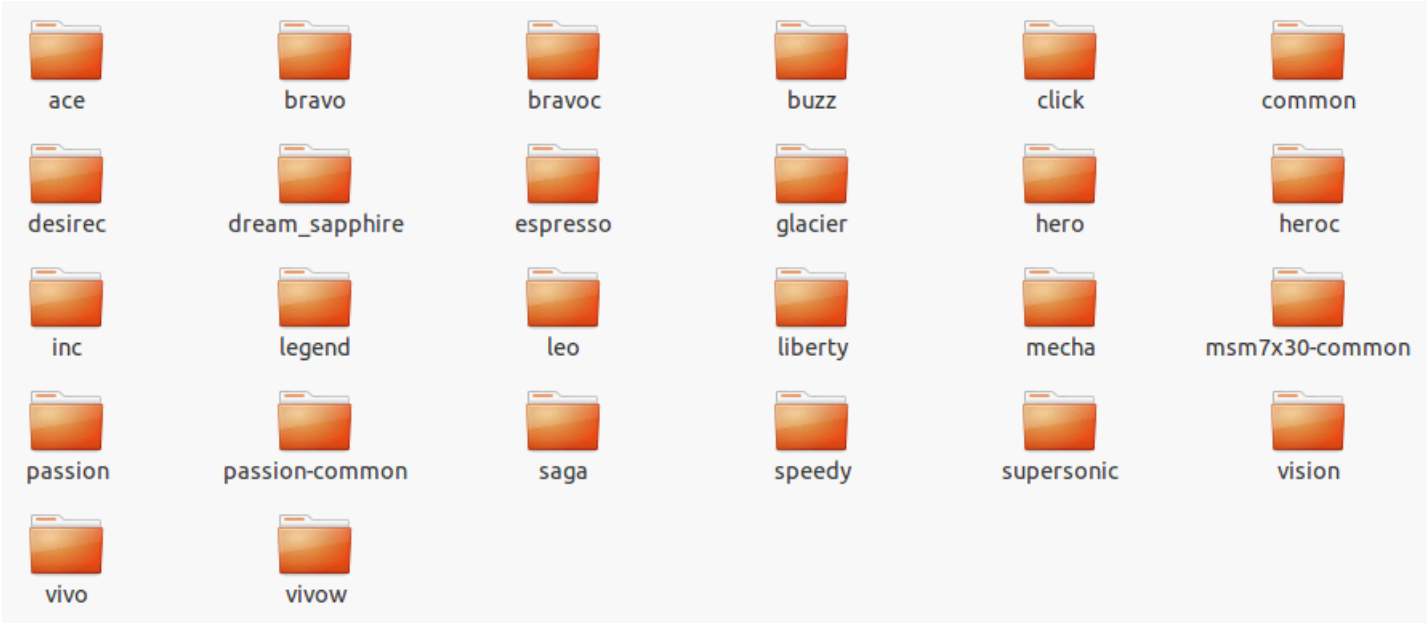 ace bravo bravoc buzz click common
desirec dream_sapphire espresso glacier hero heroc
inc legend leo liberty mecha msm7x30-common
passion passion-common saga speedy supersonic vision
vivo vivow